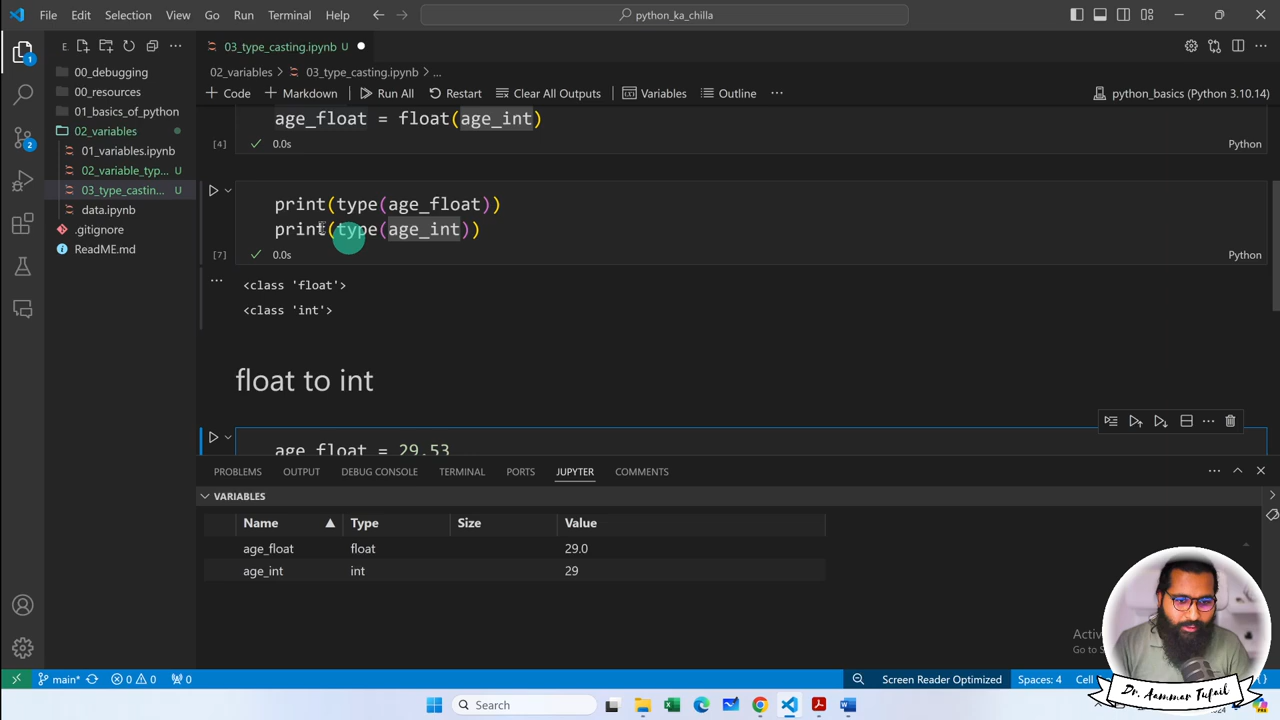 File Edit Selection View Go Run Terminal Help
python_ka_chilla
E
03_type_casting.ipynb U
00_debugging
00_resources
01_basics_of_python
02_variables
01_variables.ipynb
02_variable_typ... U
03_type_castin... U
data.ipynb
.gitignore
ReadME.md
02_variables > 03_type_casting.ipynb > ...
+ Code + Markdown Run All Restart Clear All Outputs Variables Outline ...
python_basics (Python 3.10.14)
age_float = float(age_int)
[4] 0.0s Python
print(type(age_float))
print(type(age_int))
[7] 0.0s Python
<class 'float'>
<class 'int'>
float to int
age_float = 29.53
PROBLEMS OUTPUT DEBUG CONSOLE TERMINAL PORTS JUPYTER COMMENTS
VARIABLES
Name Type Size Value
age_float float 29.0
age_int int 29
Activ
Go to S
main* 0 0 0
Screen Reader Optimized Spaces: 4 Cell
Search
Dr. Aammar Tufail